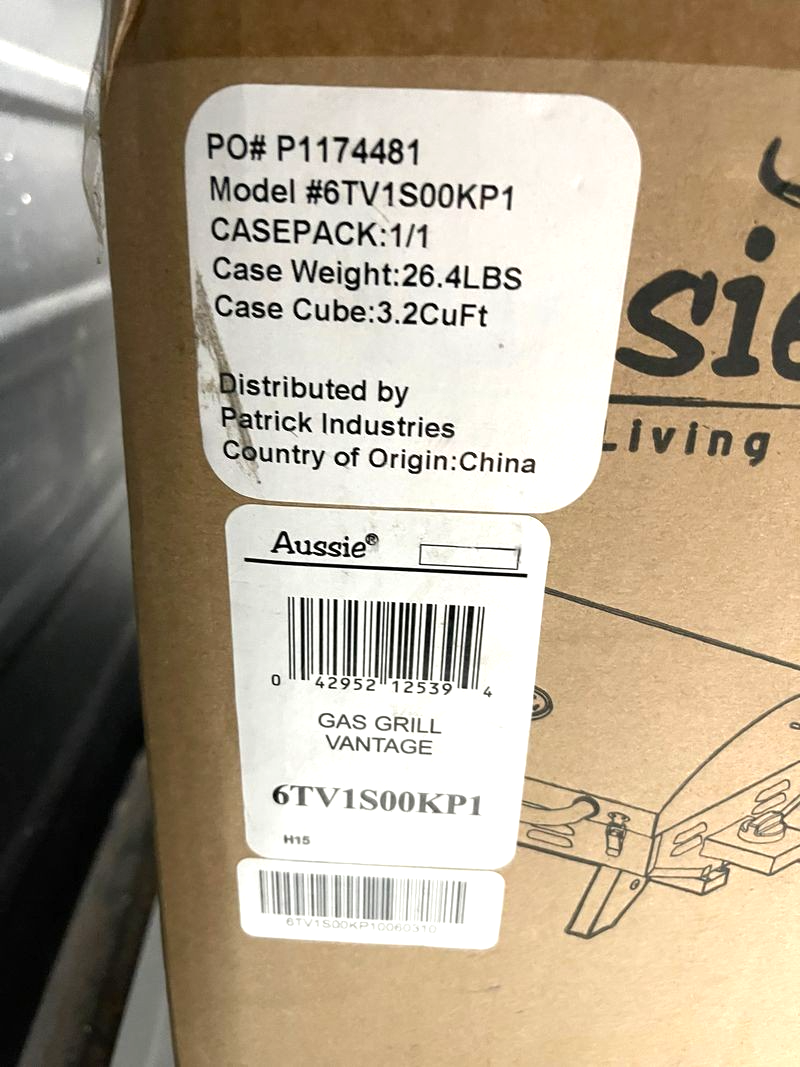 PO# P1174481
Model #6TV1S00KP1
CASEPACK:1/1
Case Weight:26.4LBS
Case Cube:3.2CuFt
Distributed by
Patrick Industries
Country of Origin:China
sie
Living
Aussie®
0 42952 12539 4
GAS GRILL
VANTAGE
6TV1S00KP1
H15
6TV1S00KP10060310